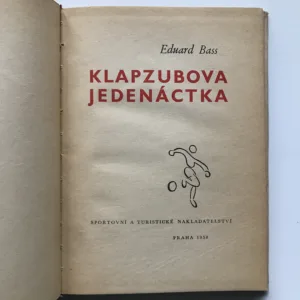 Eduard Bass
KLAPZUBOVA
JEDENÁCTKA
SPORTOVNÍ A TURISTICKÉ NAKLADATELSTVÍ
PRAHA